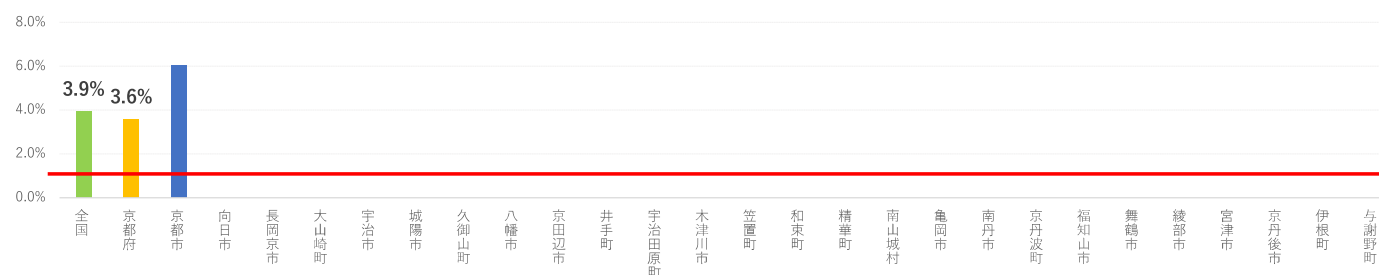 8.0%
6.0%
4.0%
2.0%
0.0%
3.9%
3.6%
全国
京都府
京都市
向日市
長岡京市
大山崎町
宇治市
城陽市
久御山町
八幡市
京田辺市
井手町
宇治田原町
木津川市
笠置町
和束町
精華町
南山城村
亀岡市
南丹市
京丹波町
福知山市
舞鶴市
綾部市
宮津市
京丹後市
伊根町
与謝野町